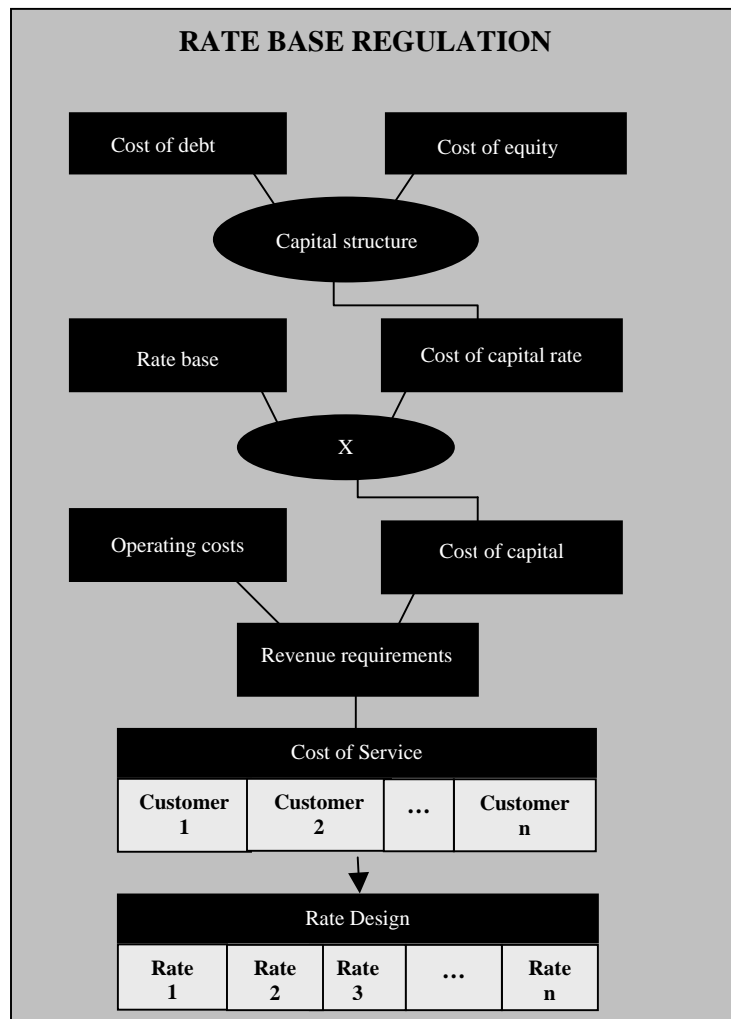 RATE BASE REGULATION
Cost of debt
Cost of equity
Capital structure
Rate base
Cost of capital rate
X
Operating costs
Cost of capital
Revenue requirements
Cost of Service
Customer
1
Customer
2
...
Customer
n
Rate Design
Rate
1
Rate
2
Rate
3
...
Rate
n